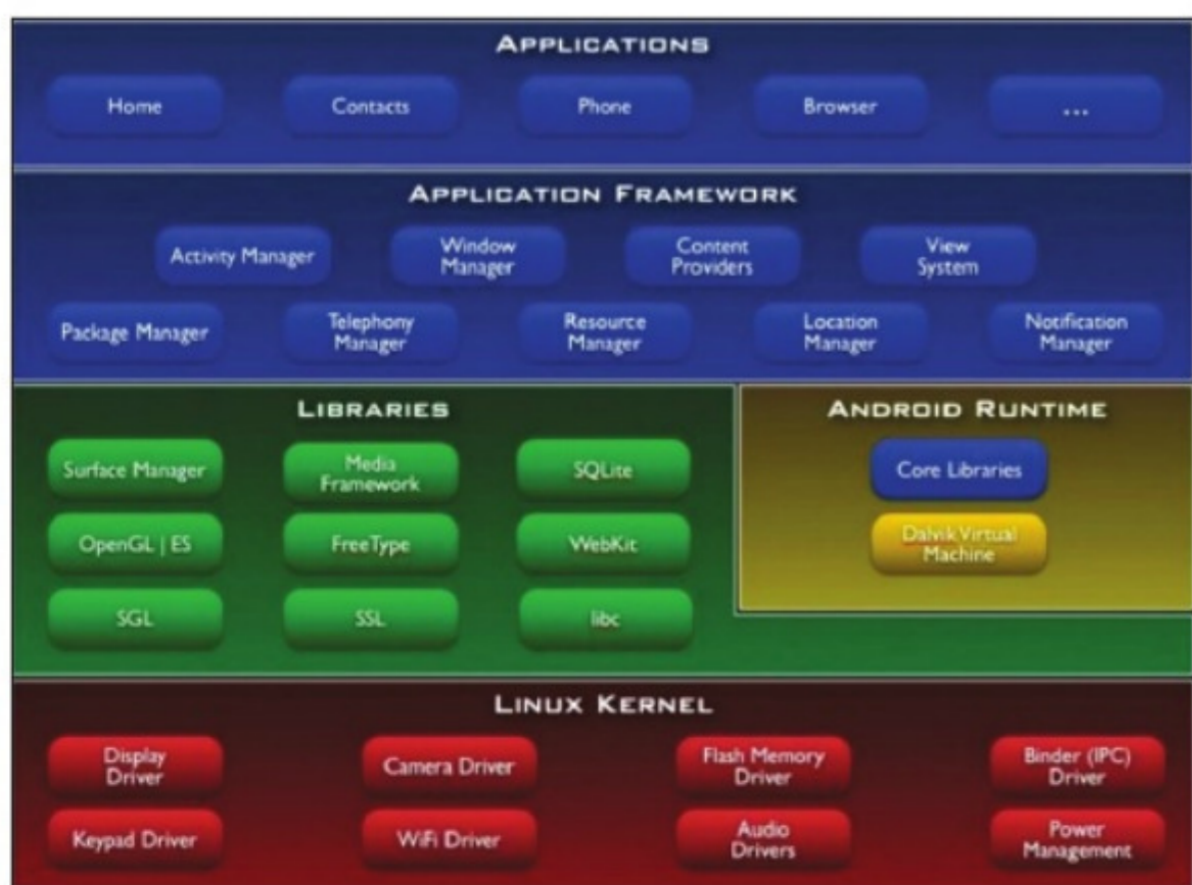 APPLICATIONS
Home
Contacts
Phone
Browser
...
APPLICATION FRAMEWORK
Activity Manager
Window
Manager
Content
Providers
View
System
Package Manager
Telephony
Manager
Resource
Manager
Location
Manager
Notification
Manager
LIBRARIES
Surface Manager
Media
Framework
SQLite
OpenGL | ES
FreeType
WebKit
SGL
SSL
libc
ANDROID RUNTIME
Core Libraries
Dalvik Virtual
Machine
LINUX KERNEL
Display
Driver
Camera Driver
Flash Memory
Driver
Binder (IPC)
Driver
Keypad Driver
WiFi Driver
Audio
Drivers
Power
Management